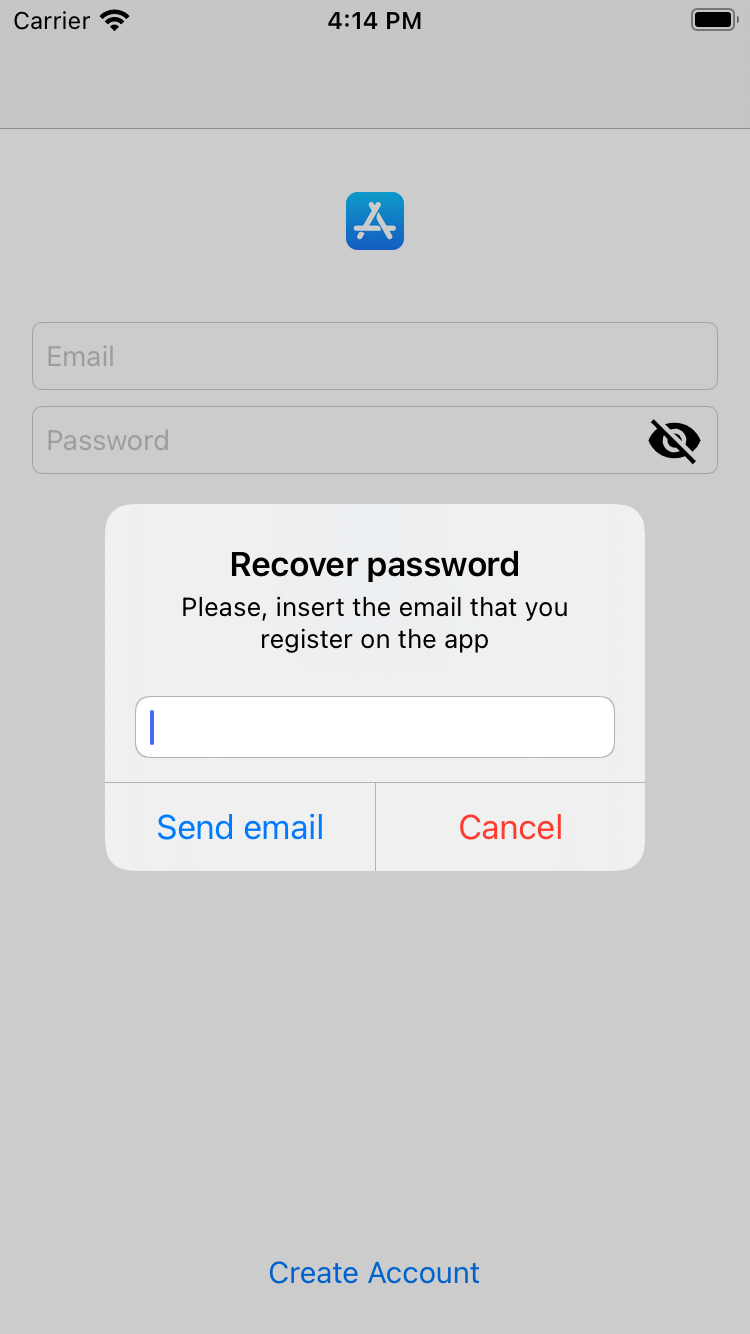 Carrier 4:14 PM
Email
Password
Recover password
Please, insert the email that you
register on the app
Send email Cancel
Create Account